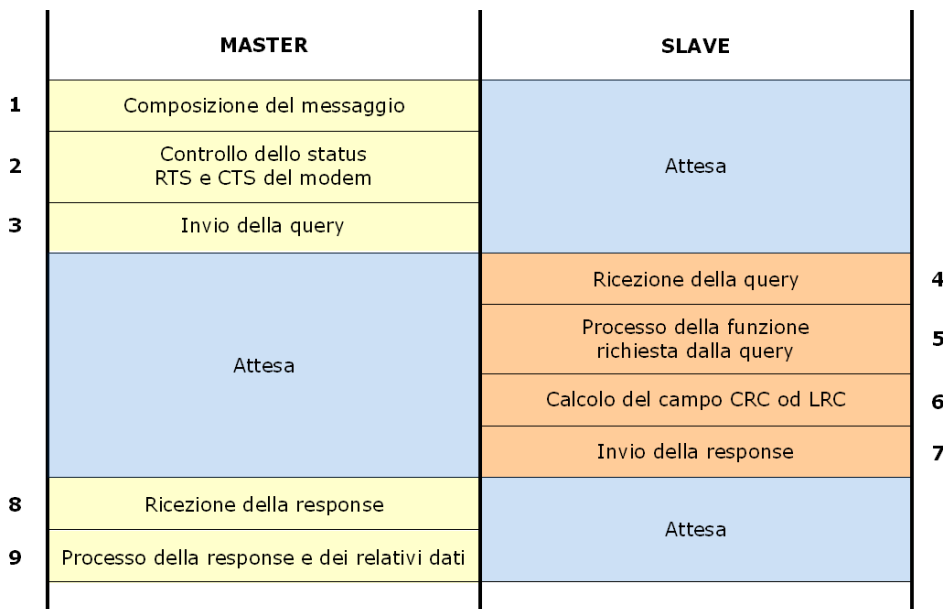 MASTER
SLAVE
1
Composizione del messaggio
2
Controllo dello status
RTS e CTS del modem
Attesa
3
Invio della query
Ricezione della query
4
Processo della funzione
richiesta dalla query
5
Attesa
Calcolo del campo CRC od LRC
6
Invio della response
7
8
Ricezione della response
Attesa
9
Processo della response e dei relativi dati